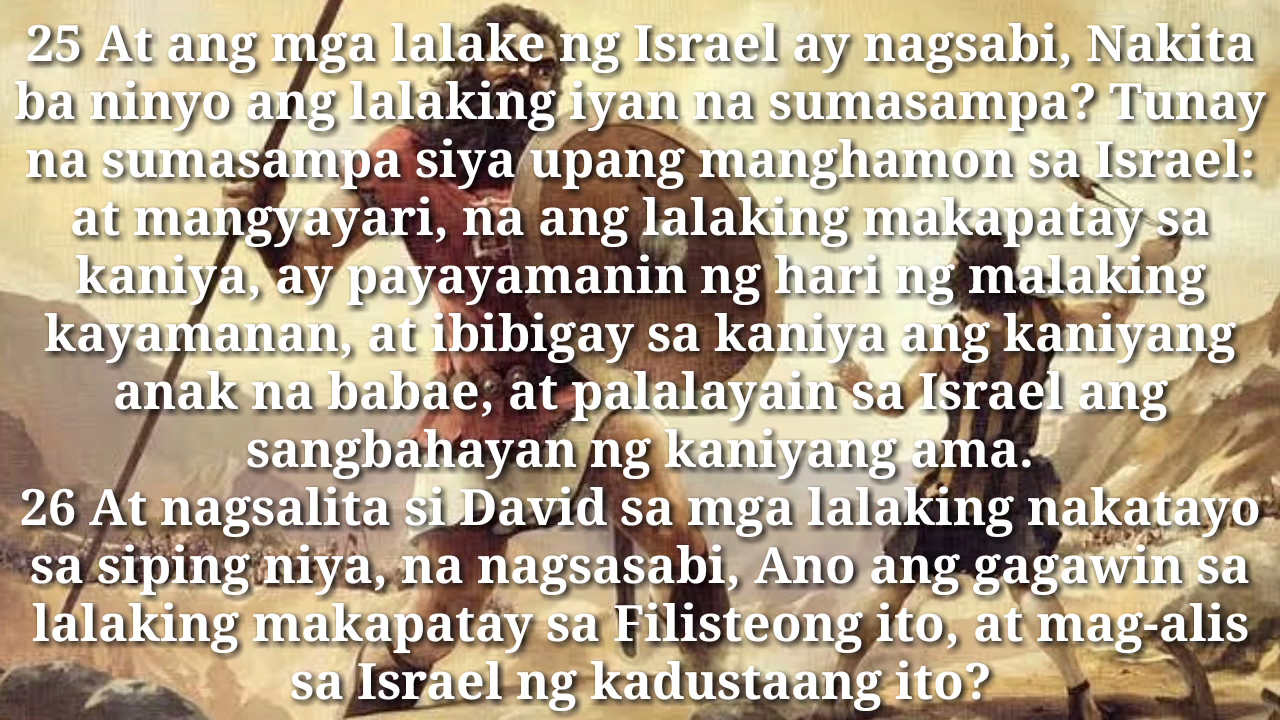 25 At ang mga lalake ng Israel ay nagsabi, Nakita
ba ninyo ang lalaking iyan na sumasampa? Tunay
na sumasampa siya upang manghamon sa Israel:
at mangyayari, na ang lalaking makapatay sa
kaniya, ay payayamanin ng hari ng malaking
kayamanan, at ibibigay sa kaniya ang kaniyang
anak na babae, at palalayain sa Israel ang
sangbahayan ng kaniyang ama.
26 At nagsalita si David sa mga lalaking nakatayo
sa siping niya, na nagsasabi, Ano ang gagawin sa
lalaking makapatay sa Filisteong ito, at mag-alis
sa Israel ng kadustaang ito?